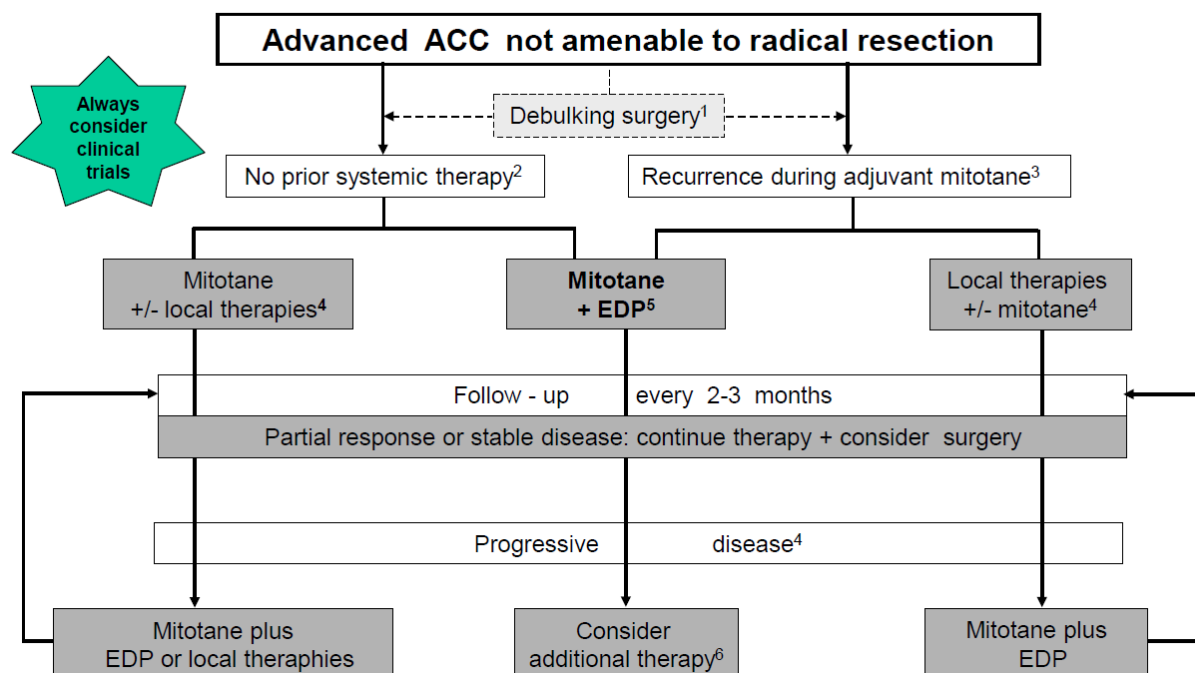 Advanced ACC not amenable to radical resection
Always
consider
clinical
trials
Debulking surgery¹
No prior systemic therapy²
Recurrence during adjuvant mitotane³
Mitotane
+/- local therapies⁴
Mitotane
+ EDP⁵
Local therapies
+/- mitotane⁴
Follow - up every 2-3 months
Partial response or stable disease: continue therapy + consider surgery
Progressive disease⁴
Mitotane plus
EDP or local theraphies
Consider
additional therapy⁶
Mitotane plus
EDP